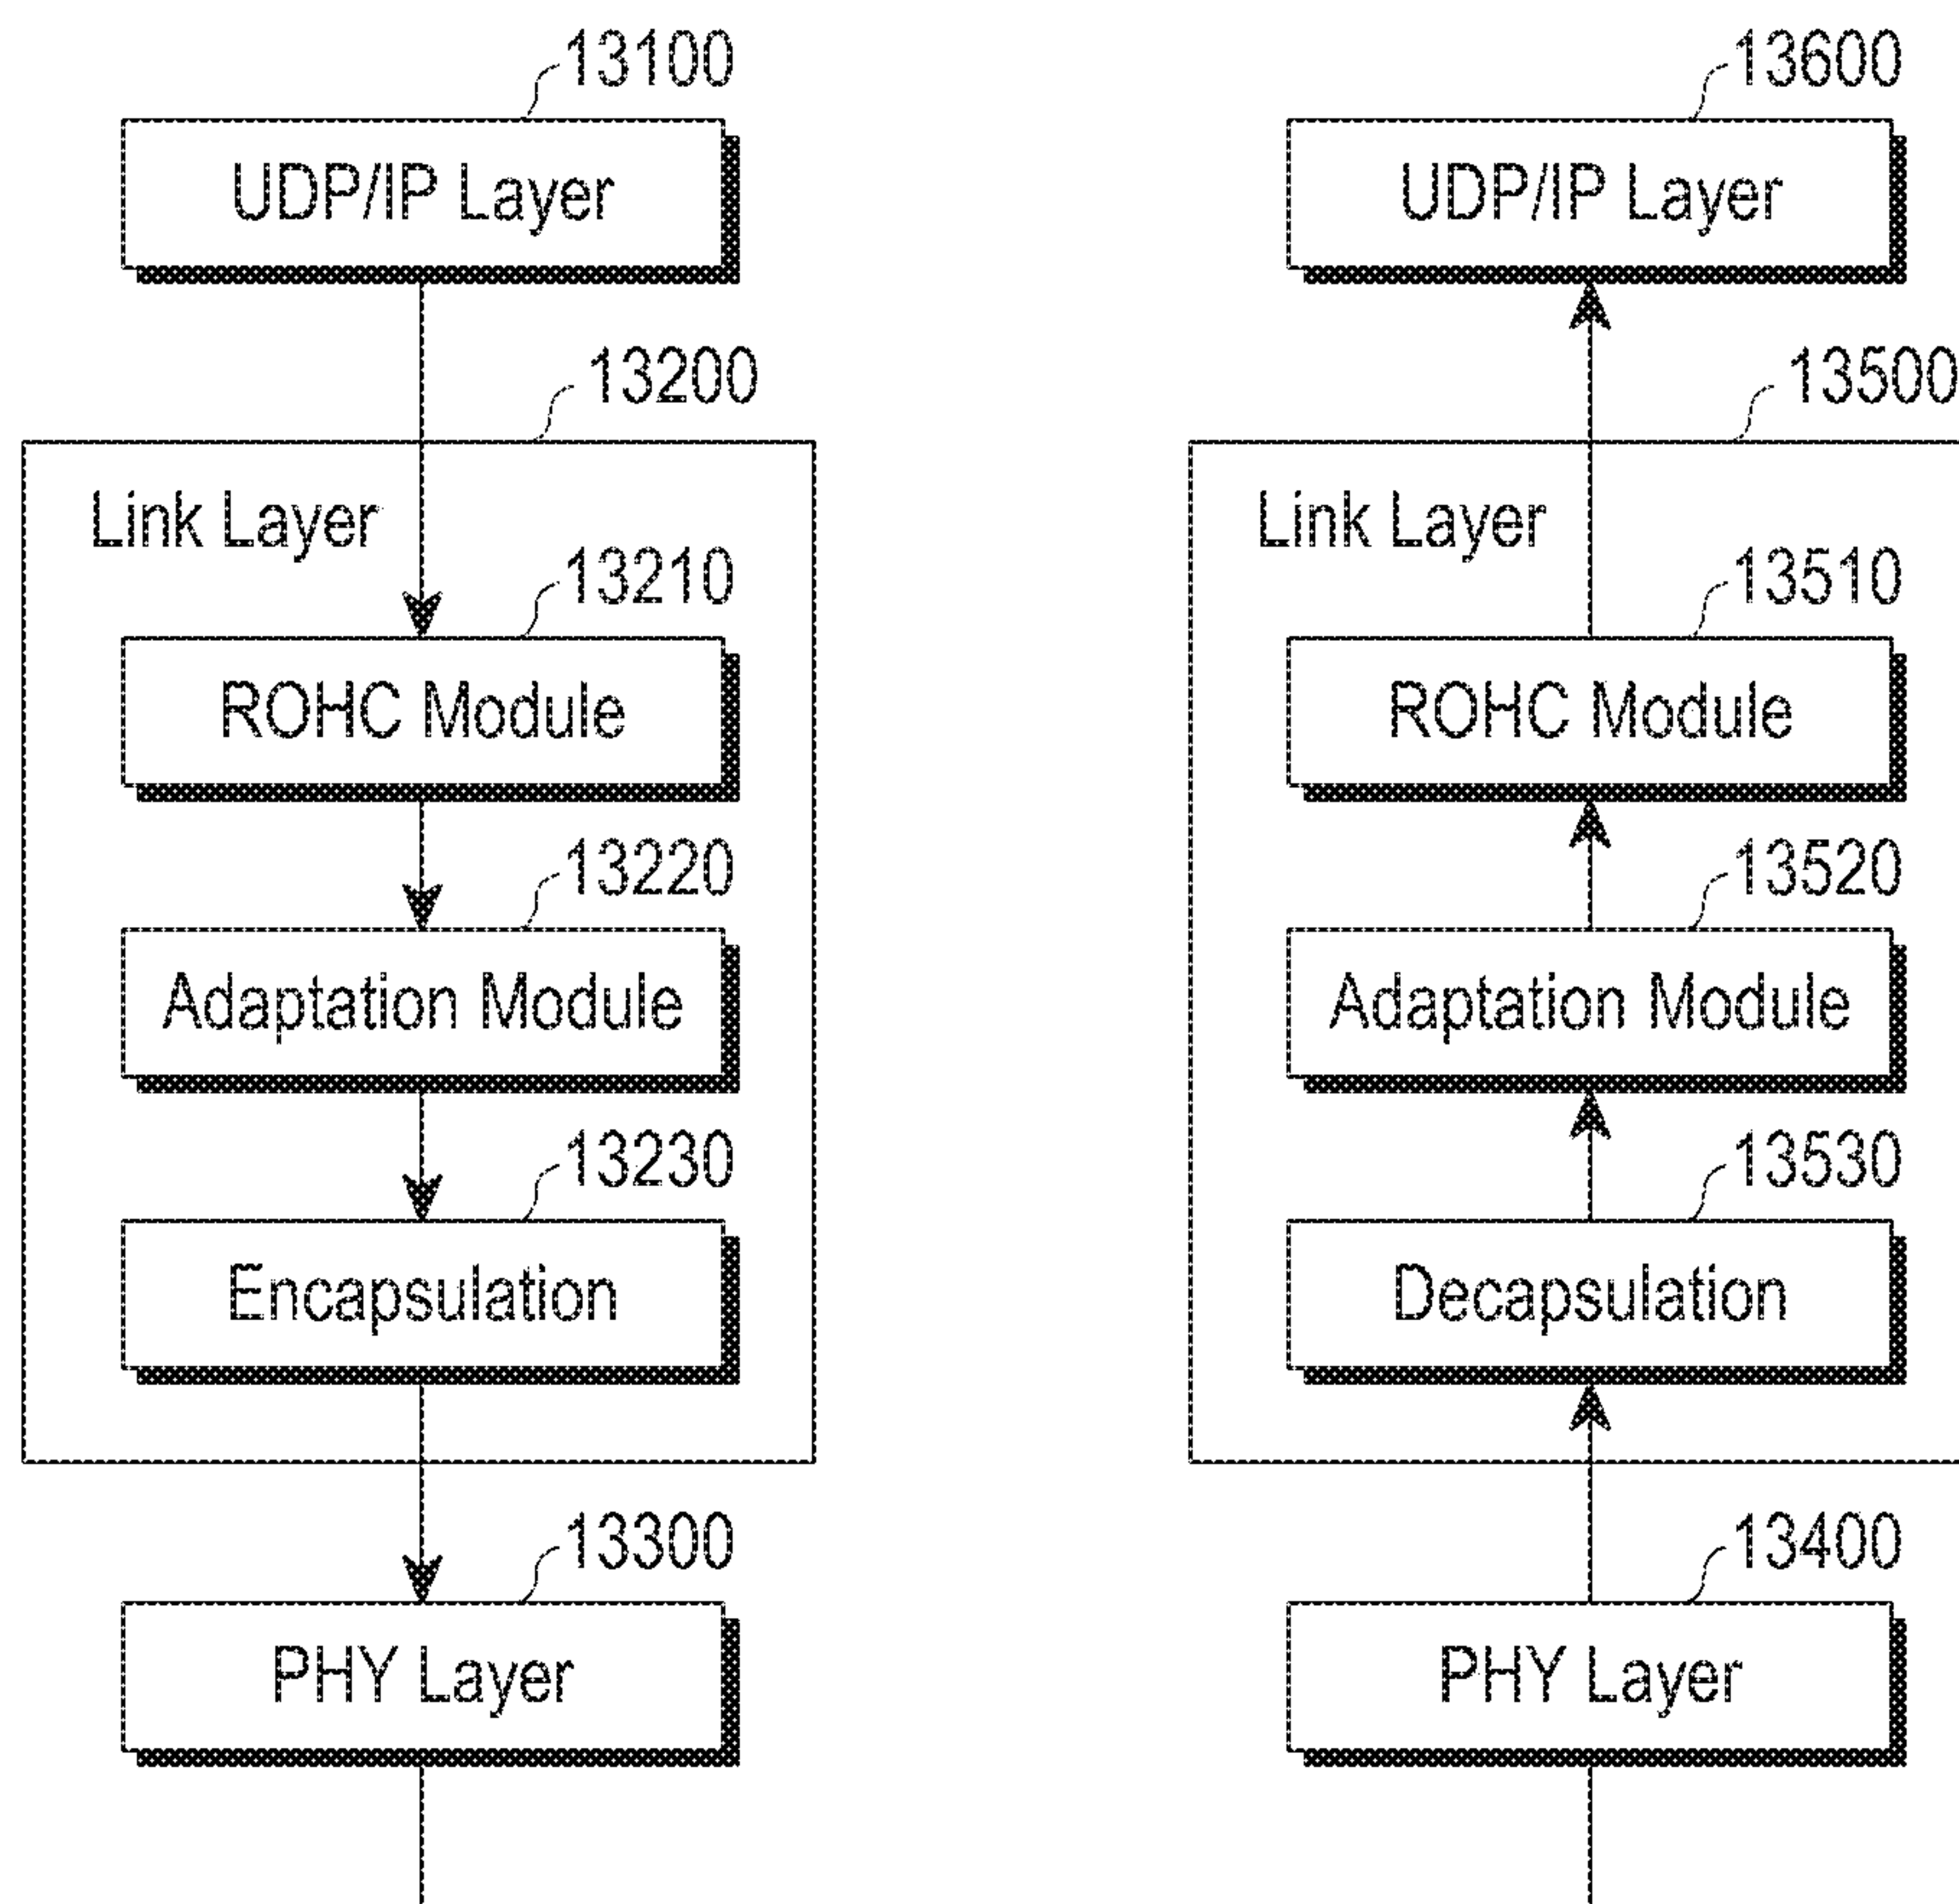 13100
UDP/IP Layer
13200
Link Layer
13210
ROHC Module
13220
Adaptation Module
13230
Encapsulation
13300
PHY Layer
13600
UDP/IP Layer
13500
Link Layer
13510
ROHC Module
13520
Adaptation Module
13530
Decapsulation
13400
PHY Layer